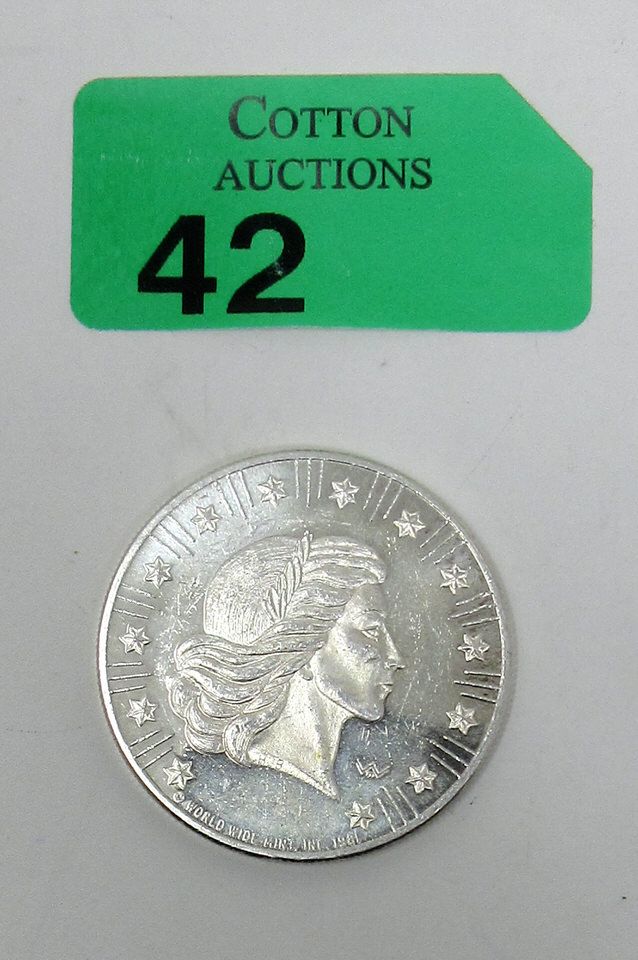 COTTON
AUCTIONS
42
© WORLD WIDE MINT, INC. 1981